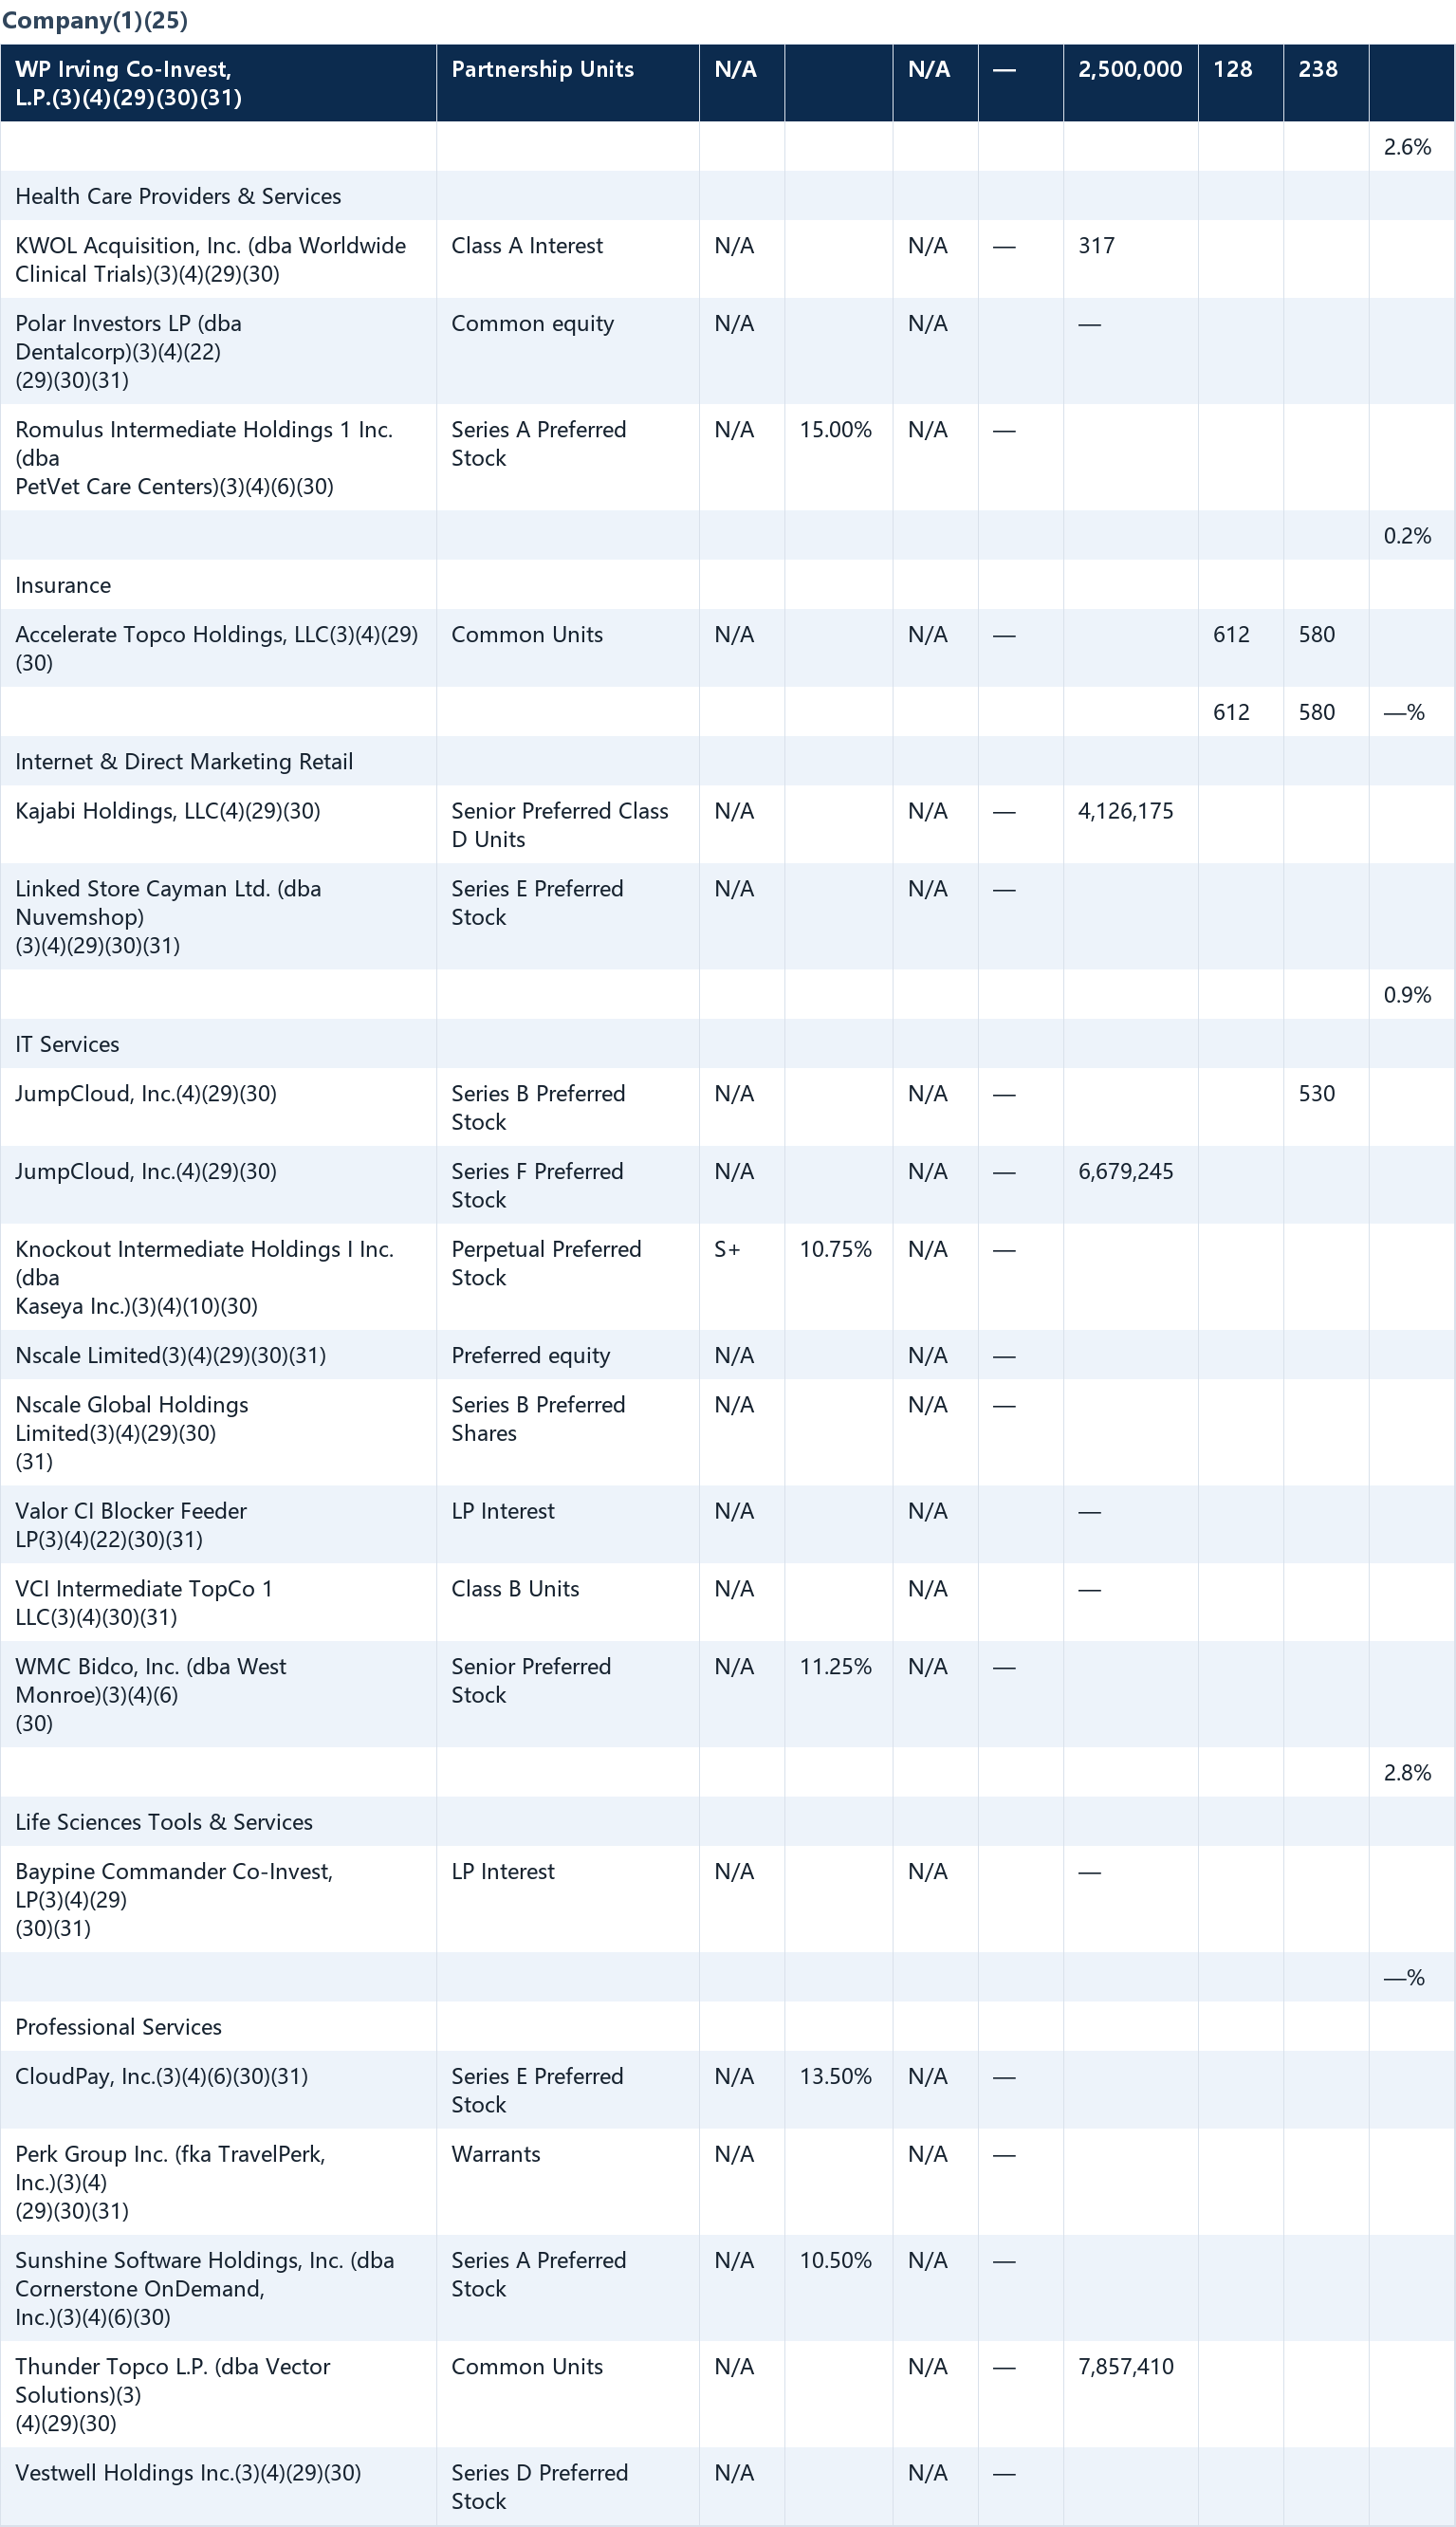 Company(1)(25)
WP Irving Co-Invest, Partnership Units N/A N/A — 2,500,000 128 238
L.P.(3)(4)(29)(30)(31)
2.6%
Health Care Providers & Services
KWOL Acquisition, Inc. (dba Worldwide Class A Interest N/A N/A — 317
Clinical Trials)(3)(4)(29)(30)
Polar Investors LP (dba Common equity N/A N/A —
Dentalcorp)(3)(4)(22)
(29)(30)(31)
Romulus Intermediate Holdings 1 Inc. Series A Preferred N/A 15.00% N/A —
(dba Stock
PetVet Care Centers)(3)(4)(6)(30)
0.2%
Insurance
Accelerate Topco Holdings, LLC(3)(4)(29) Common Units N/A N/A — 612 580
(30)
612 580 —%
Internet & Direct Marketing Retail
Kajabi Holdings, LLC(4)(29)(30) Senior Preferred Class N/A N/A — 4,126,175
D Units
Linked Store Cayman Ltd. (dba Series E Preferred N/A N/A —
Nuvemshop) Stock
(3)(4)(29)(30)(31)
0.9%
IT Services
JumpCloud, Inc.(4)(29)(30) Series B Preferred N/A N/A — 530
Stock
JumpCloud, Inc.(4)(29)(30) Series F Preferred N/A N/A — 6,679,245
Stock
Knockout Intermediate Holdings I Inc. Perpetual Preferred S+ 10.75% N/A —
(dba Stock
Kaseya Inc.)(3)(4)(10)(30)
Nscale Limited(3)(4)(29)(30)(31) Preferred equity N/A N/A —
Nscale Global Holdings Series B Preferred N/A N/A —
Limited(3)(4)(29)(30) Shares
(31)
Valor CI Blocker Feeder LP Interest N/A N/A —
LP(3)(4)(22)(30)(31)
VCI Intermediate TopCo 1 Class B Units N/A N/A —
LLC(3)(4)(30)(31)
WMC Bidco, Inc. (dba West Senior Preferred N/A 11.25% N/A —
Monroe)(3)(4)(6) Stock
(30)
2.8%
Life Sciences Tools & Services
Baypine Commander Co-Invest, LP Interest N/A N/A —
LP(3)(4)(29)
(30)(31)
—%
Professional Services
CloudPay, Inc.(3)(4)(6)(30)(31) Series E Preferred N/A 13.50% N/A —
Stock
Perk Group Inc. (fka TravelPerk, Warrants N/A N/A —
Inc.)(3)(4)
(29)(30)(31)
Sunshine Software Holdings, Inc. (dba Series A Preferred N/A 10.50% N/A —
Cornerstone OnDemand, Stock
Inc.)(3)(4)(6)(30)
Thunder Topco L.P. (dba Vector Common Units N/A N/A — 7,857,410
Solutions)(3)
(4)(29)(30)
Vestwell Holdings Inc.(3)(4)(29)(30) Series D Preferred N/A N/A —
Stock